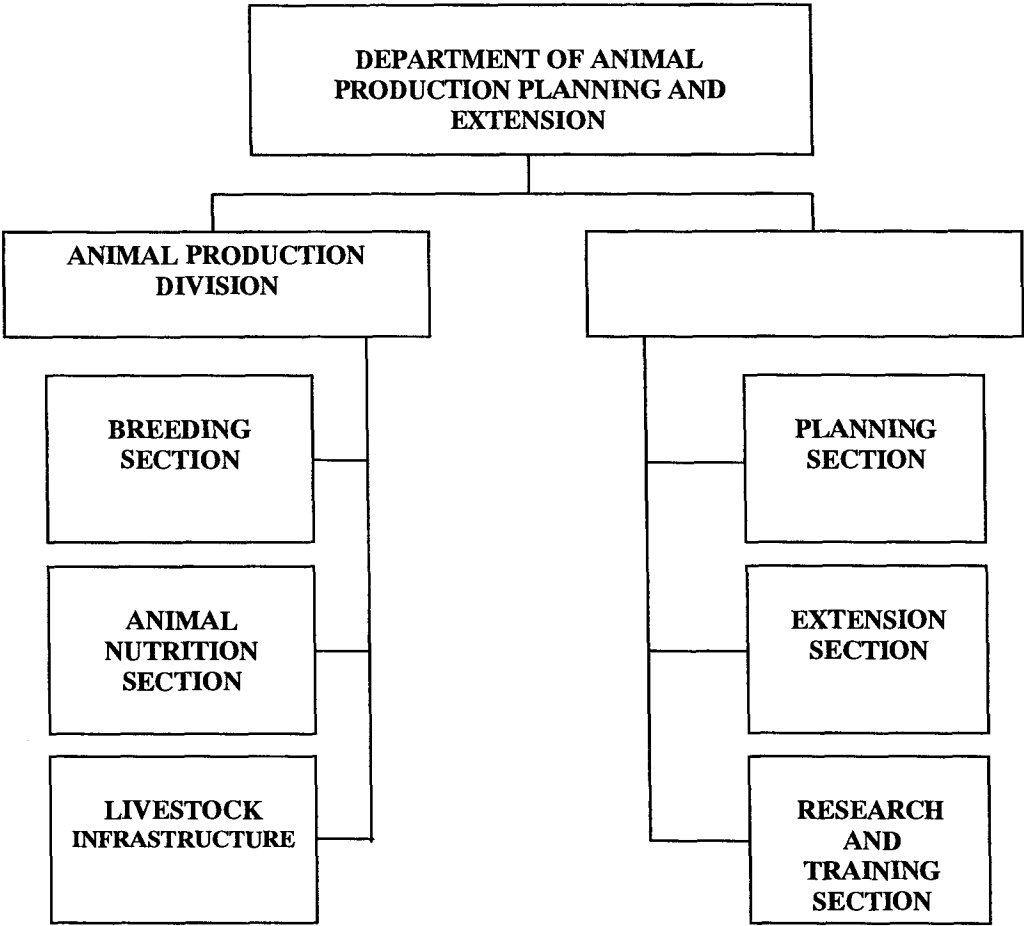 DEPARTMENT OF ANIMAL
PRODUCTION PLANNING AND
EXTENSION
ANIMAL PRODUCTION
DIVISION
BREEDING
SECTION
ANIMAL
NUTRITION
SECTION
LIVESTOCK
INFRASTRUCTURE
PLANNING
SECTION
EXTENSION
SECTION
RESEARCH
AND
TRAINING
SECTION